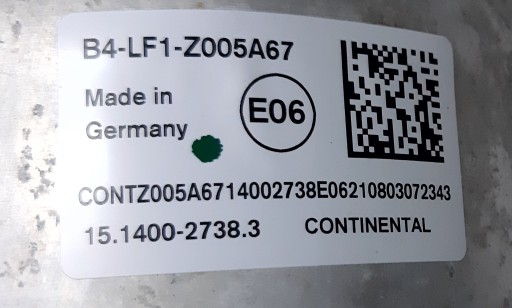 B4-LF1-Z005A67
Made in
Germany
E06
CONTZ005A6714002738E06210803072343
15.1400-2738.3 CONTINENTAL